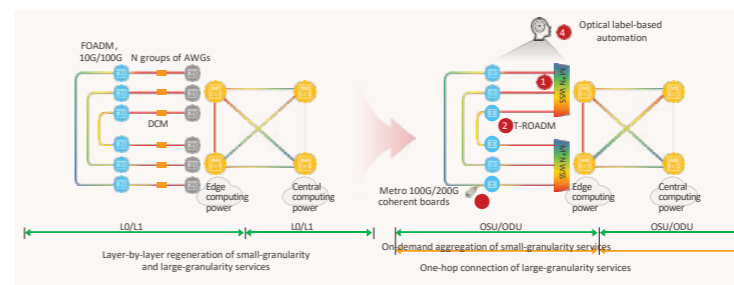 FOADM,
10G/100G
N groups of AWGs
DCM
Edge
computing
power
Central
computing
power
L0/L1
L0/L1
Layer-by-layer regeneration of small-granularity
and large-granularity services
4
Optical label-based
automation
1
M*N WSS
2
T-ROADM
M*N WSS
Metro 100G/200G
coherent boards
Edge
computing
power
Central
computing
power
OSU/ODU
OSU/ODU
On-demand aggregation of small-granularity services
One-hop connection of large-granularity services